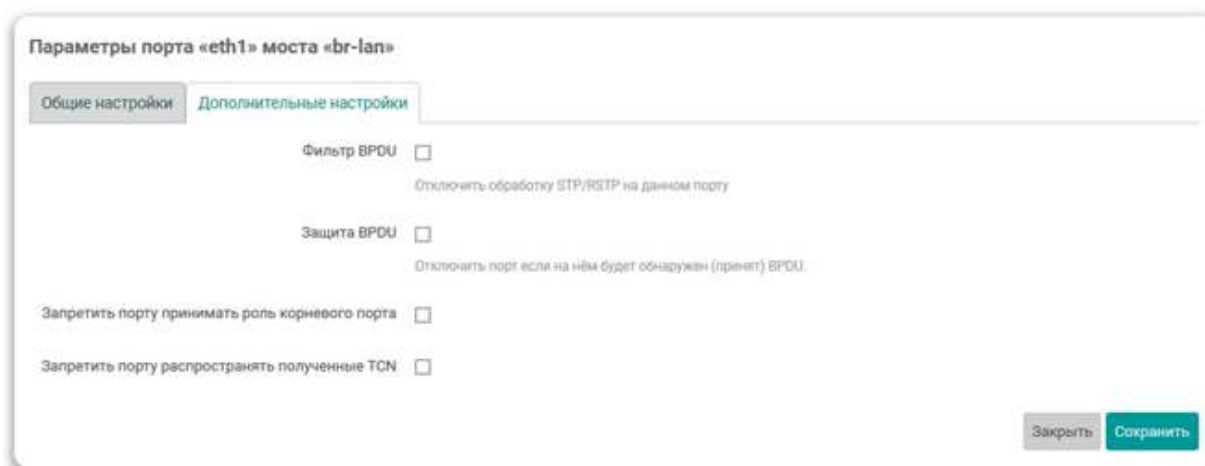 Параметры порта «eth1» моста «br-lan»
Общие настройки Дополнительные настройки
Фильтр BPDU
Отключить обработку STP/RSTP на данном порту
Защита BPDU
Отключить порт если на нём будет обнаружен (принят) BPDU.
Запретить порту принимать роль корневого порта
Запретить порту распространять полученные TCN
Закрыть Сохранить